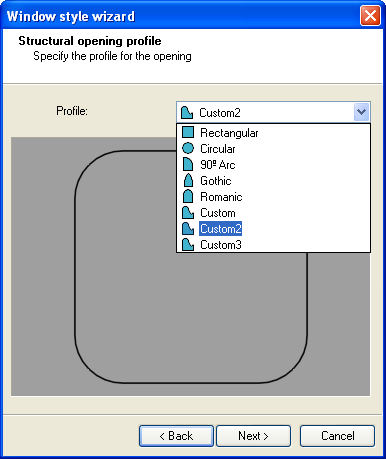 Window style wizard
Structural opening profile
Specify the profile for the opening
Profile:
Custom2
Rectangular
Circular
90º Arc
Gothic
Romanic
Custom
Custom2
Custom3
< Back
Next >
Cancel